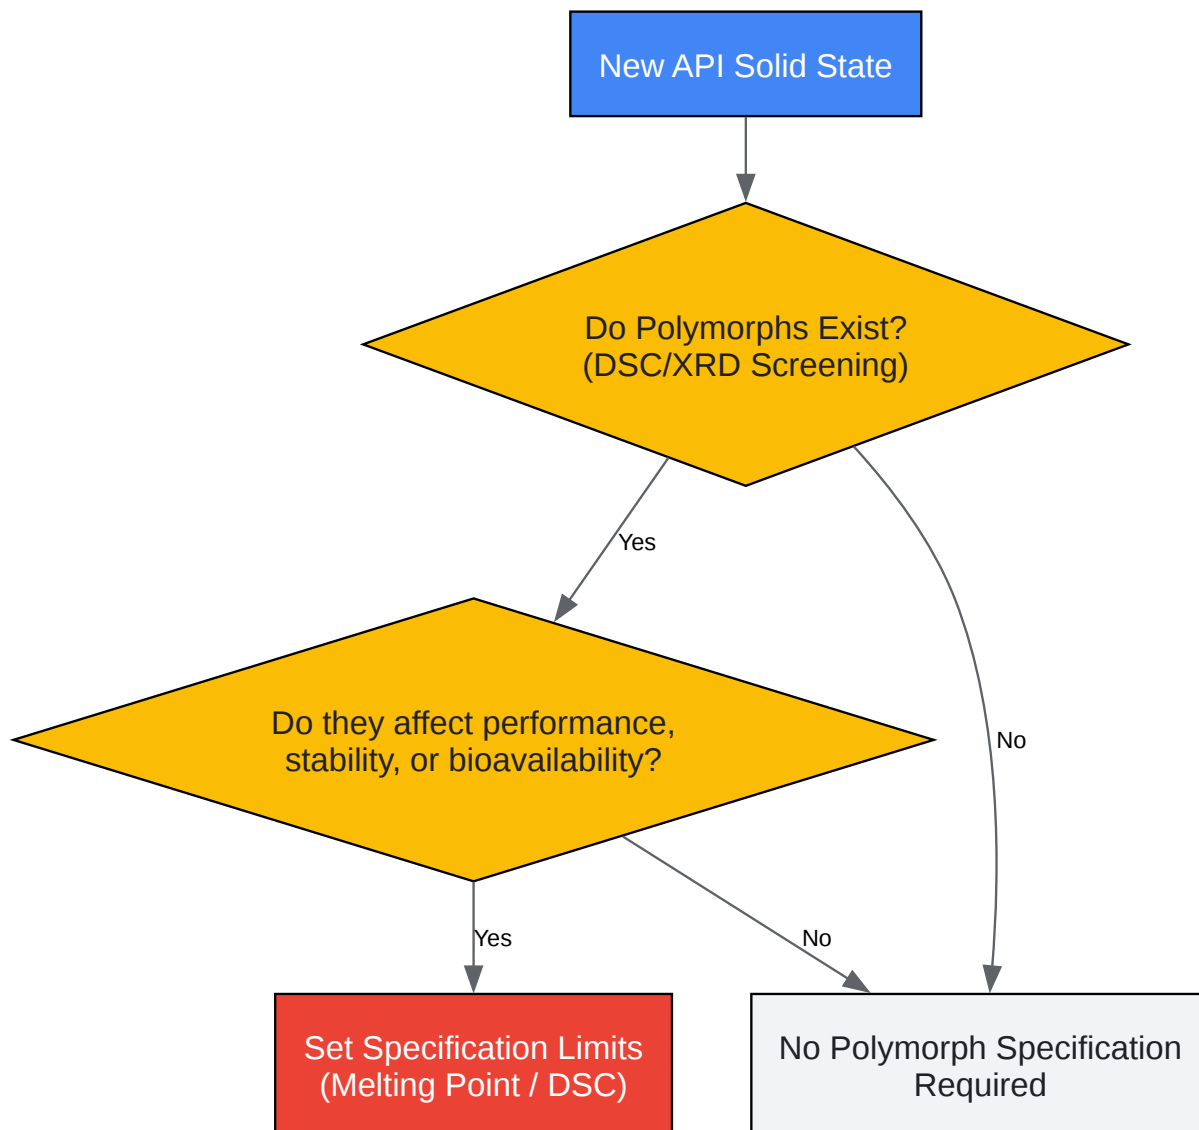 New API Solid State
Do Polymorphs Exist?
(DSC/XRD Screening)
Yes
Do they affect performance,
stability, or bioavailability?
No
Yes
No
Set Specification Limits
(Melting Point / DSC)
No Polymorph Specification
Required